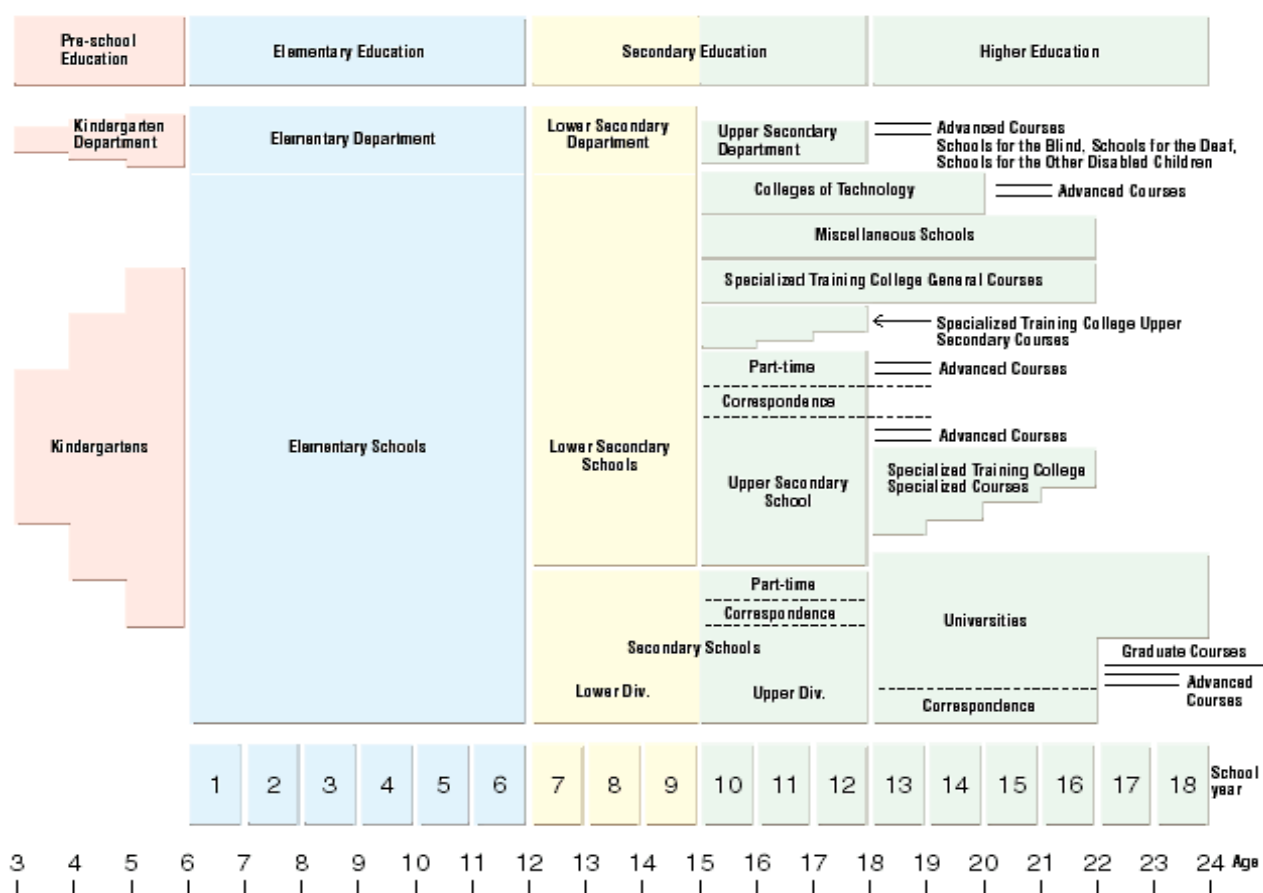 Pre-school
Education
Elementary Education
Secondary Education
Higher Education
Kindergarten
Department
Elementary Department
Lower Secondary
Department
Upper Secondary
Department
Advanced Courses
Schools for the Blind, Schools for the Deaf,
Schools for the Other Disabled Children
Colleges of Technology
Advanced Courses
Miscellaneous Schools
Specialized Training College General Courses
Specialized Training College Upper
Secondary Courses
Part-time
Advanced Courses
Correspondence
Kindergartens
Elementary Schools
Lower Secondary
Schools
Advanced Courses
Upper Secondary
School
Specialized Training College
Specialized Courses
Part-time
Correspondence
Universities
Secondary Schools
Graduate Courses
Lower Div.
Upper Div.
Advanced
Courses
Correspondence
1 2 3 4 5 6 7 8 9 10 11 12 13 14 15 16 17 18 School
year
3 4 5 6 7 8 9 10 11 12 13 14 15 16 17 18 19 20 21 22 23 24 Age